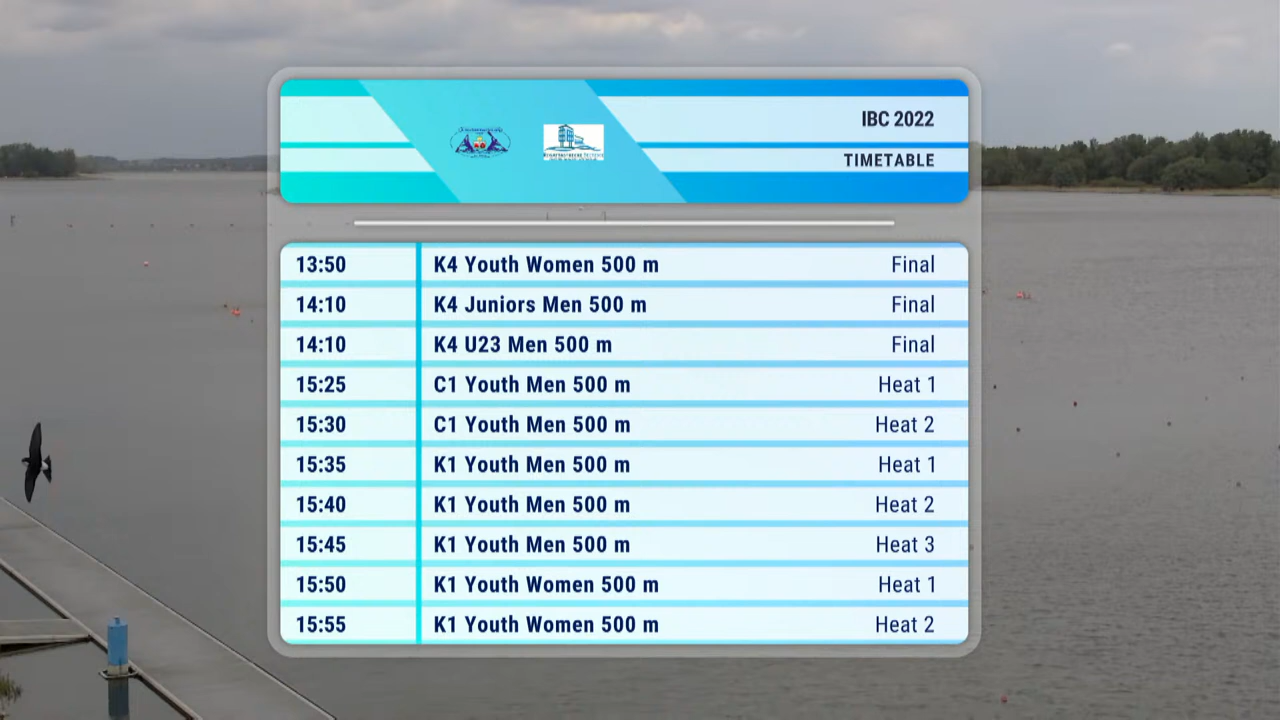 IBC 2022
TIMETABLE
13:50 K4 Youth Women 500 m Final
14:10 K4 Juniors Men 500 m Final
14:10 K4 U23 Men 500 m Final
15:25 C1 Youth Men 500 m Heat 1
15:30 C1 Youth Men 500 m Heat 2
15:35 K1 Youth Men 500 m Heat 1
15:40 K1 Youth Men 500 m Heat 2
15:45 K1 Youth Men 500 m Heat 3
15:50 K1 Youth Women 500 m Heat 1
15:55 K1 Youth Women 500 m Heat 2